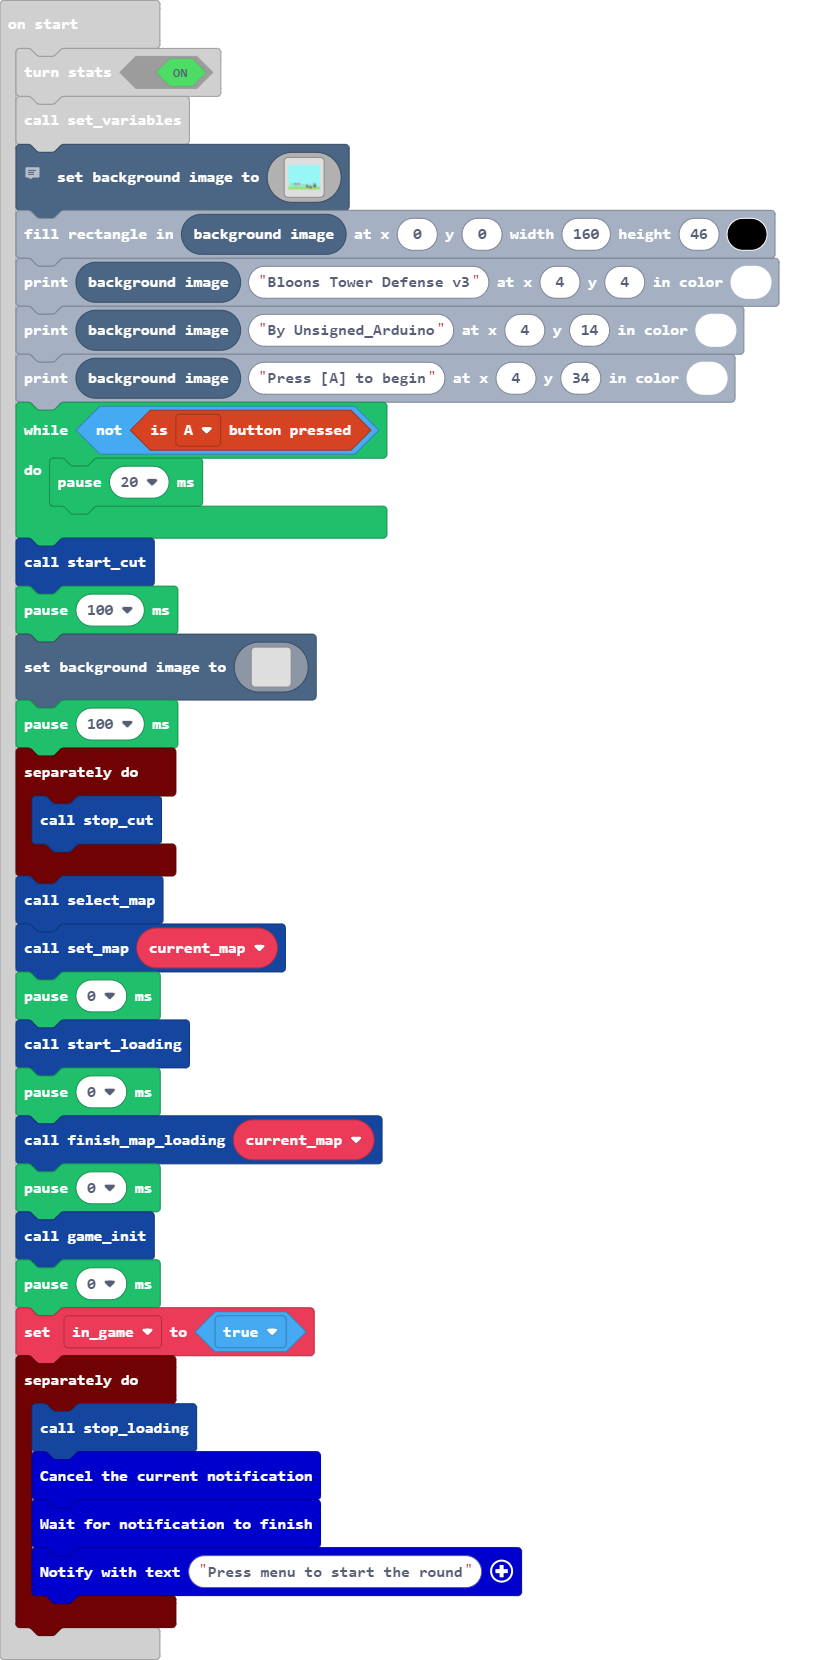 on start
turn stats ON
call set_variables
set background image to
fill rectangle in background image at x 0 y 0 width 160 height 46
print background image "Bloons Tower Defense v3" at x 4 y 4 in color
print background image "By Unsigned_Arduino" at x 4 y 14 in color
print background image "Press [A] to begin" at x 4 y 34 in color
while not is A button pressed
do pause 20 ms
call start_cut
pause 100 ms
set background image to
pause 100 ms
separately do
call stop_cut
call select_map
call set_map current_map
pause 0 ms
call start_loading
pause 0 ms
call finish_map_loading current_map
pause 0 ms
call game_init
pause 0 ms
set in_game to true
separately do
call stop_loading
Cancel the current notification
Wait for notification to finish
Notify with text "Press menu to start the round"